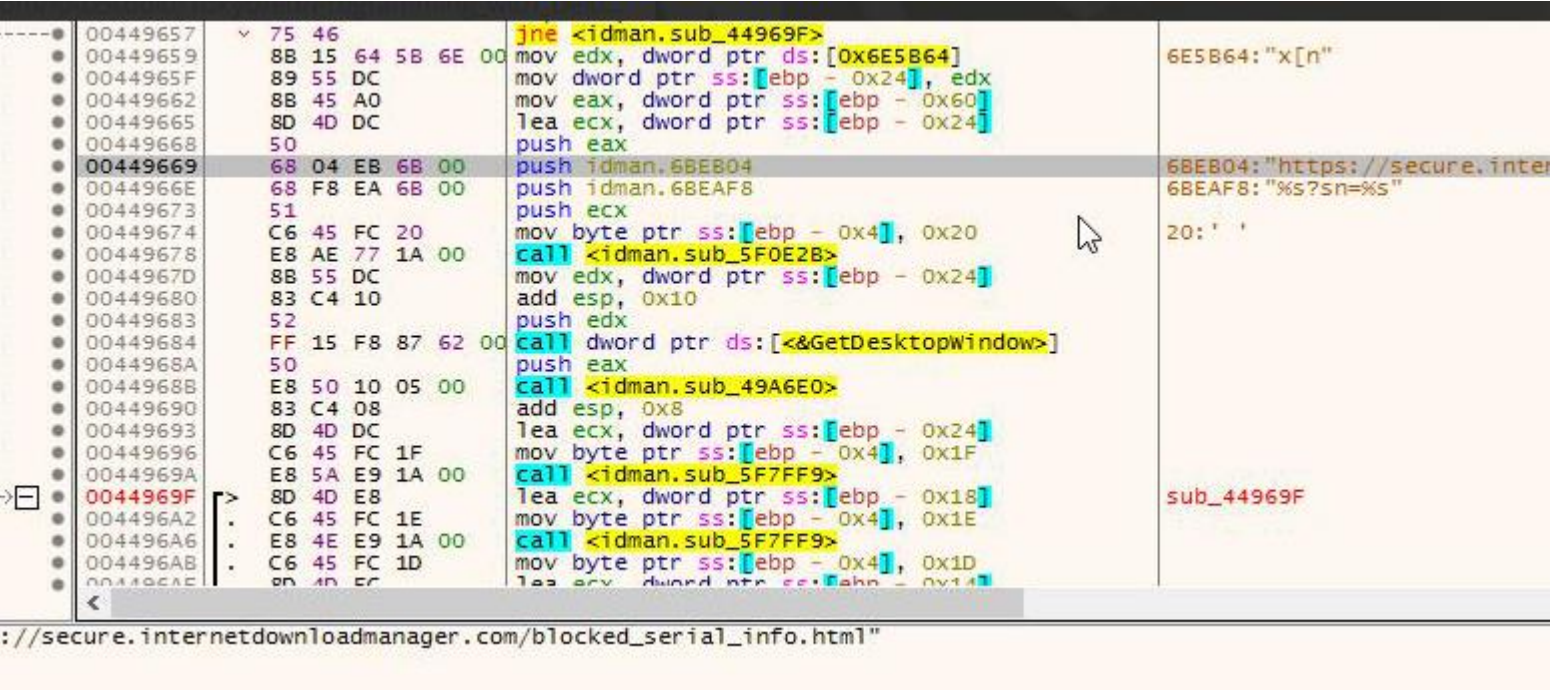 00449657 75 46 jne <idman.sub_44969F>
00449659 8B 15 64 5B 6E 00 mov edx, dword ptr ds:[0x6E5B64] 6E5B64:"x[n"
0044965F 89 55 DC mov dword ptr ss:[ebp - 0x24], edx
00449662 8B 45 A0 mov eax, dword ptr ss:[ebp - 0x60]
00449665 8D 4D DC lea ecx, dword ptr ss:[ebp - 0x24]
00449668 50 push eax
00449669 68 04 EB 6B 00 push idman.6BEB04 6BEB04:"https://secure.inter
0044966E 68 F8 EA 6B 00 push idman.6BEAF8 6BEAF8:"%s?sn=%s"
00449673 51 push ecx
00449674 C6 45 FC 20 mov byte ptr ss:[ebp - 0x4], 0x20 20:' '
00449678 E8 AE 77 1A 00 call <idman.sub_5F0E2B>
0044967D 8B 55 DC mov edx, dword ptr ss:[ebp - 0x24]
00449680 83 C4 10 add esp, 0x10
00449683 52 push edx
00449684 FF 15 F8 87 62 00 call dword ptr ds:[<&GetDesktopWindow>]
0044968A 50 push eax
0044968B E8 50 10 05 00 call <idman.sub_49A6E0>
00449690 83 C4 08 add esp, 0x8
00449693 8D 4D DC lea ecx, dword ptr ss:[ebp - 0x24]
00449696 C6 45 FC 1F mov byte ptr ss:[ebp - 0x4], 0x1F
0044969A E8 5A E9 1A 00 call <idman.sub_5F7FF9>
0044969F 8D 4D E8 lea ecx, dword ptr ss:[ebp - 0x18] sub_44969F
004496A2 C6 45 FC 1E mov byte ptr ss:[ebp - 0x4], 0x1E
004496A6 E8 4E E9 1A 00 call <idman.sub_5F7FF9>
004496AB C6 45 FC 1D mov byte ptr ss:[ebp - 0x4], 0x1D
004496AE 8D 4D EC lea ecx, dword ptr ss:[ebp - 0x14]
://secure.internetdownloadmanager.com/blocked_serial_info.html"